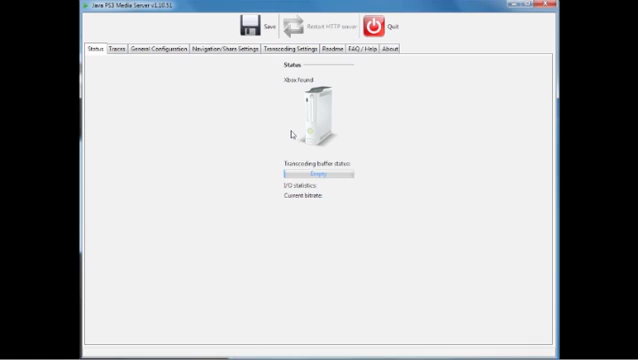 Java PS3 Media Server v1.10.51
Save
Restart HTTP server
Quit
Status
Traces
General Configuration
Navigation/Share Settings
Transcoding Settings
Readme
FAQ / Help
About
Status
Xbox found
Transcoding buffer status:
Empty
I/O statistics:
Current bitrate: